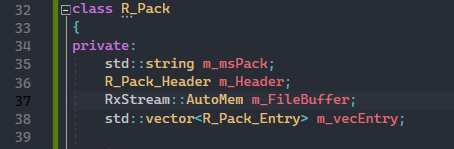 32 class R_Pack
33 {
34 private:
35 std::string m_msPack;
36 R_Pack_Header m_Header;
37 RxStream::AutoMem m_FileBuffer;
38 std::vector<R_Pack_Entry> m_vecEntry;
39